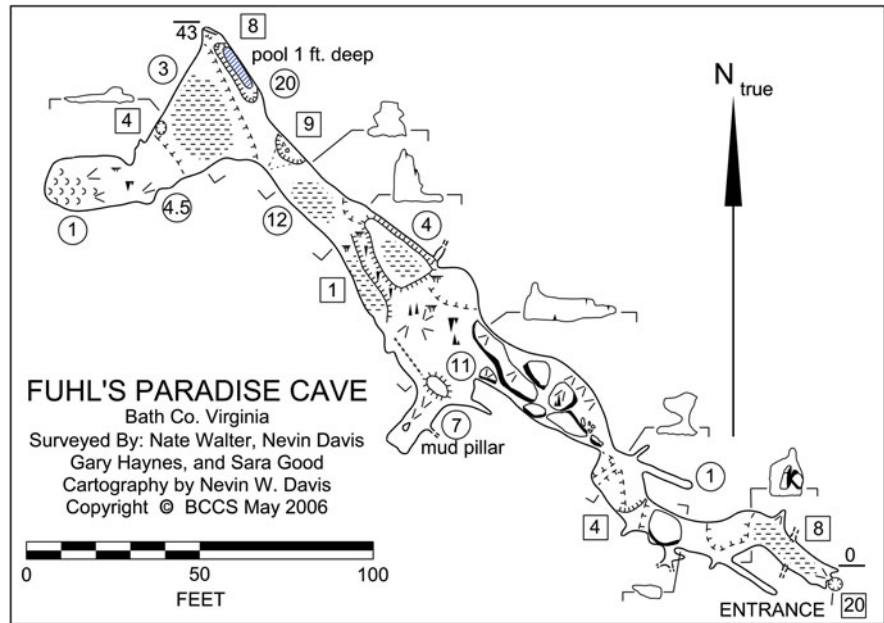 43
8
pool 1 ft. deep
3
20
4
9
N
true
1
4.5
12
4
1
11
FUHL'S PARADISE CAVE
Bath Co. Virginia
Surveyed By: Nate Walter, Nevin Davis
Gary Haynes, and Sara Good
Cartography by Nevin W. Davis
Copyright © BCCS May 2006
7
mud pillar
1
4
8
0
0 50 100
FEET
ENTRANCE
20